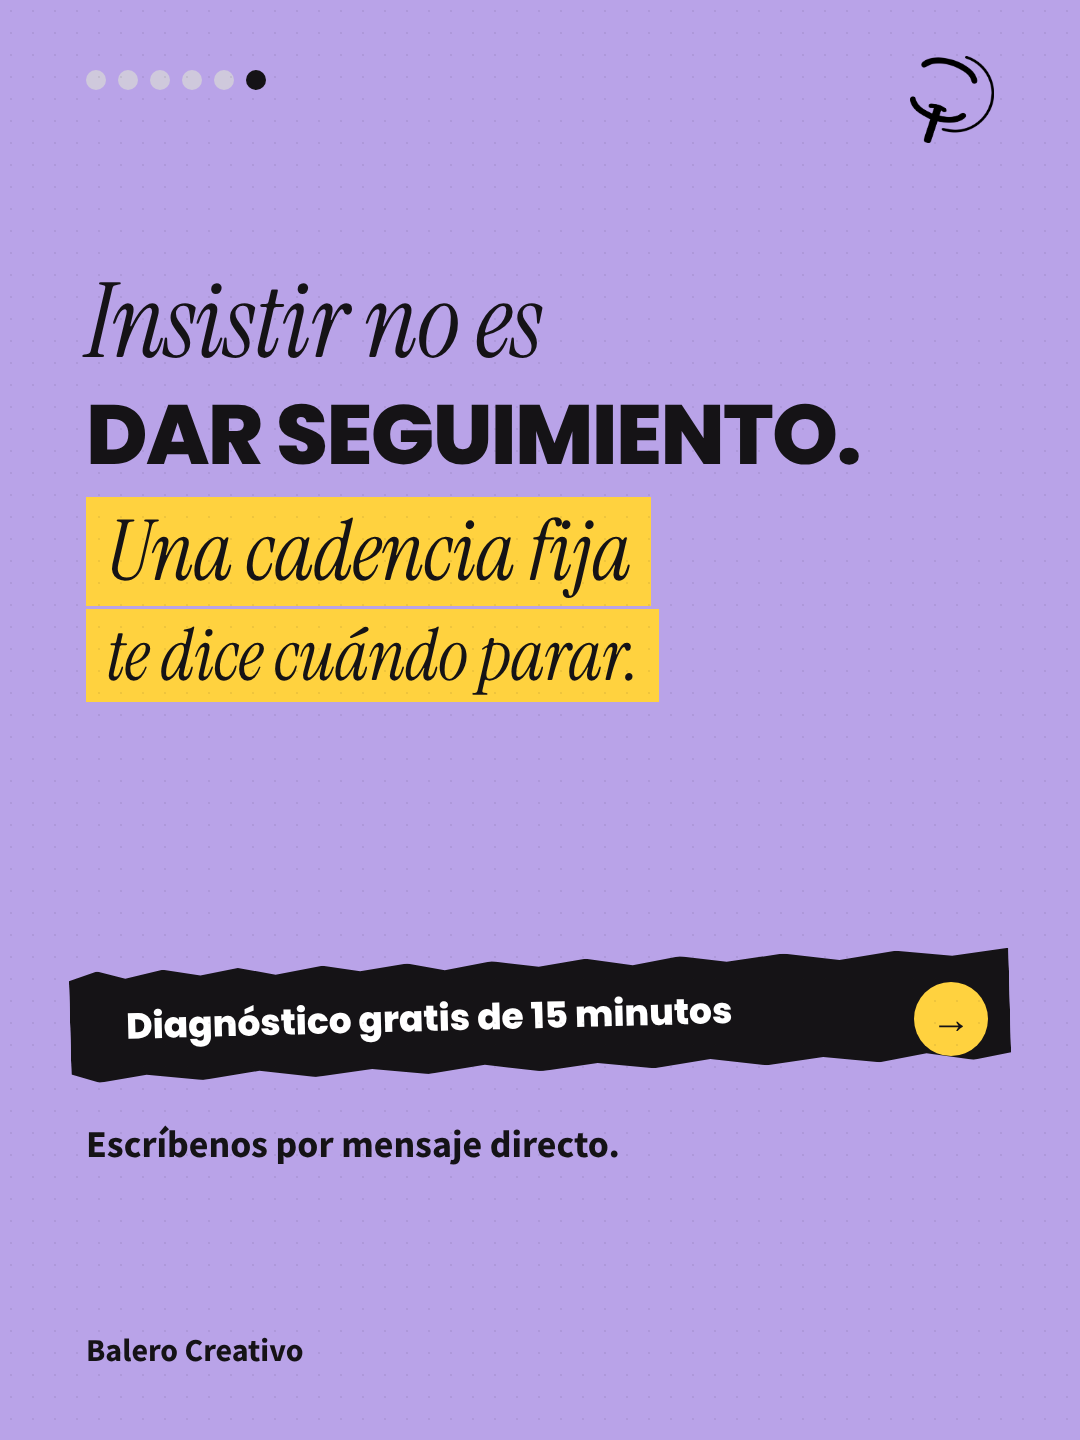 Insistir no es
DAR SEGUIMIENTO.
Una cadencia fija
te dice cuándo parar.
Diagnóstico gratis de 15 minutos →
Escríbenos por mensaje directo.
Balero Creativo